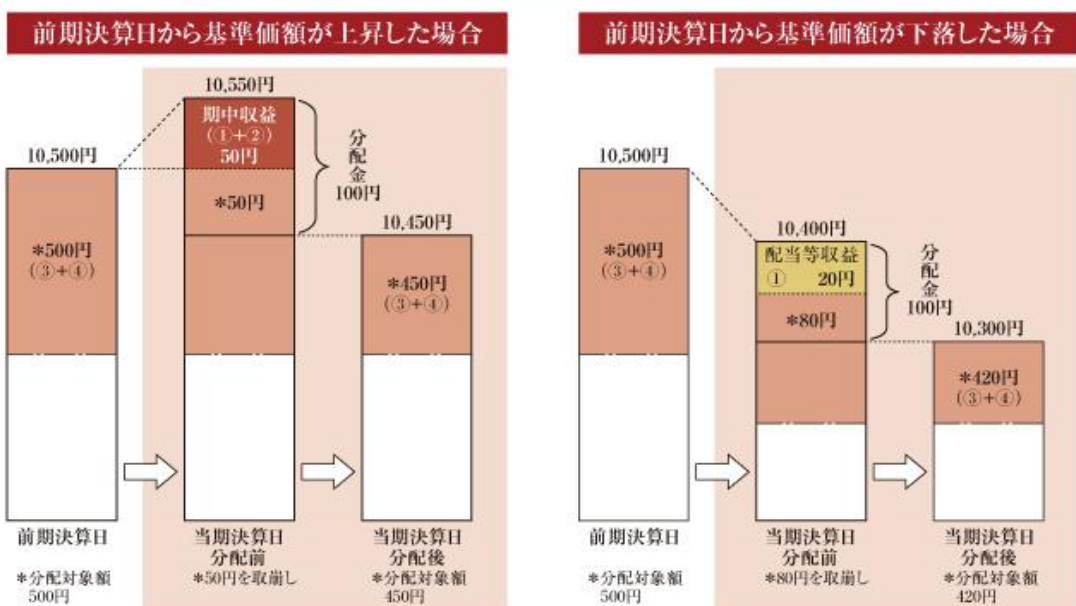 前期決算日から基準価額が上昇した場合
10,550円
期中収益
(①+②)
50円
分配金
100円
10,500円
*50円
10,450円
*500円
(③+④)
*450円
(③+④)
前期決算日
当期決算日
分配前
当期決算日
分配後
*分配対象額
500円
*50円を取崩し
*分配対象額
450円
前期決算日から基準価額が下落した場合
10,500円
10,400円
*500円
(③+④)
配当等収益
① 20円
分配金
100円
*80円
10,300円
*420円
(③+④)
前期決算日
当期決算日
分配前
当期決算日
分配後
*分配対象額
500円
*80円を取崩し
*分配対象額
420円